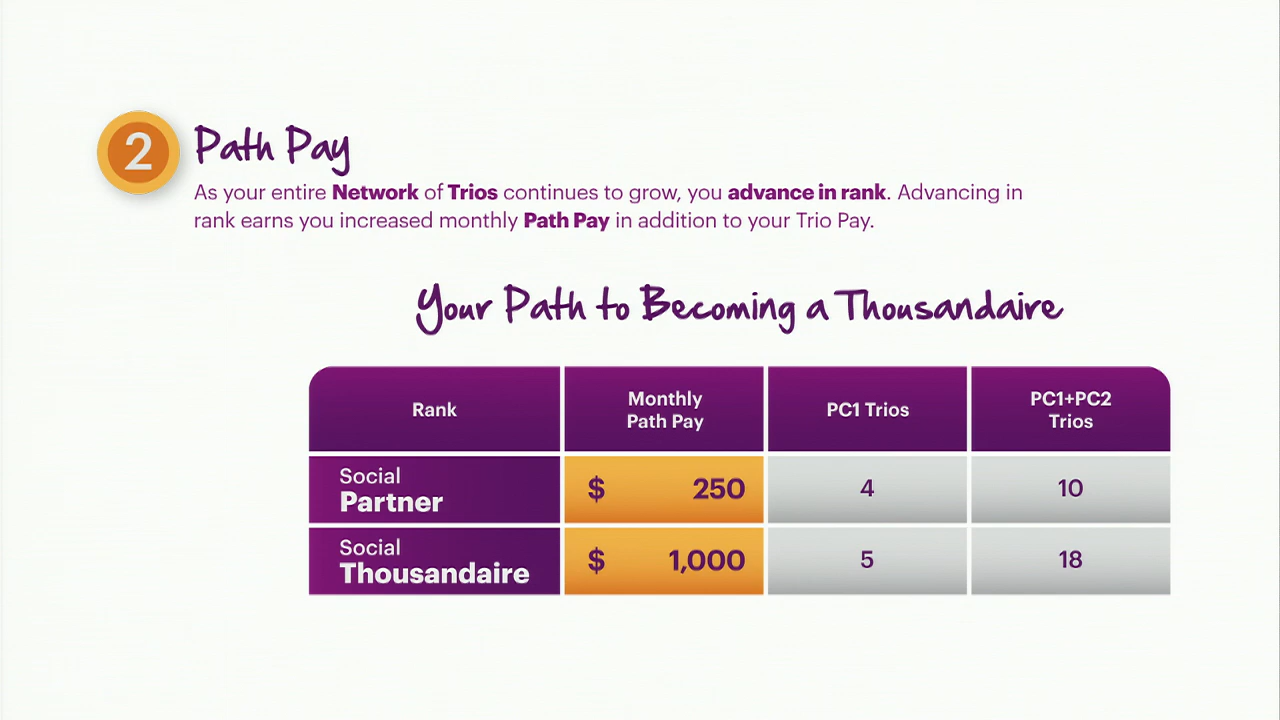 2
Path Pay
As your entire Network of Trios continues to grow, you advance in rank. Advancing in
rank earns you increased monthly Path Pay in addition to your Trio Pay.
Your Path to Becoming a Thousandaire
Rank
Monthly
Path Pay
PC1 Trios
PC1+PC2
Trios
Social
Partner
$ 250
4
10
Social
Thousandaire
$ 1,000
5
18